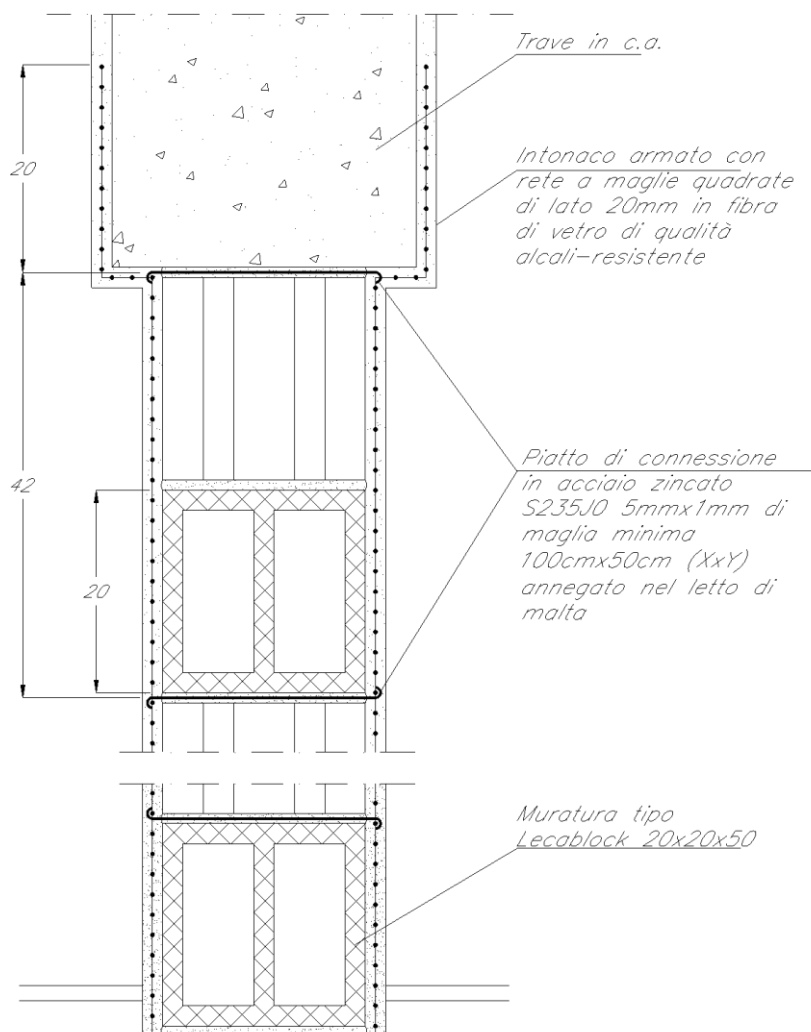 Trave in c.a.
20
Intonaco armato con
rete a maglie quadrate
di lato 20mm in fibra
di vetro di qualità
alcali-resistente
42
Piatto di connessione
in acciaio zincato
S235J0 5mmx1mm di
maglia minima
100cmx50cm (XxY)
annegato nel letto di
malta
20
Muratura tipo
Lecablock 20x20x50